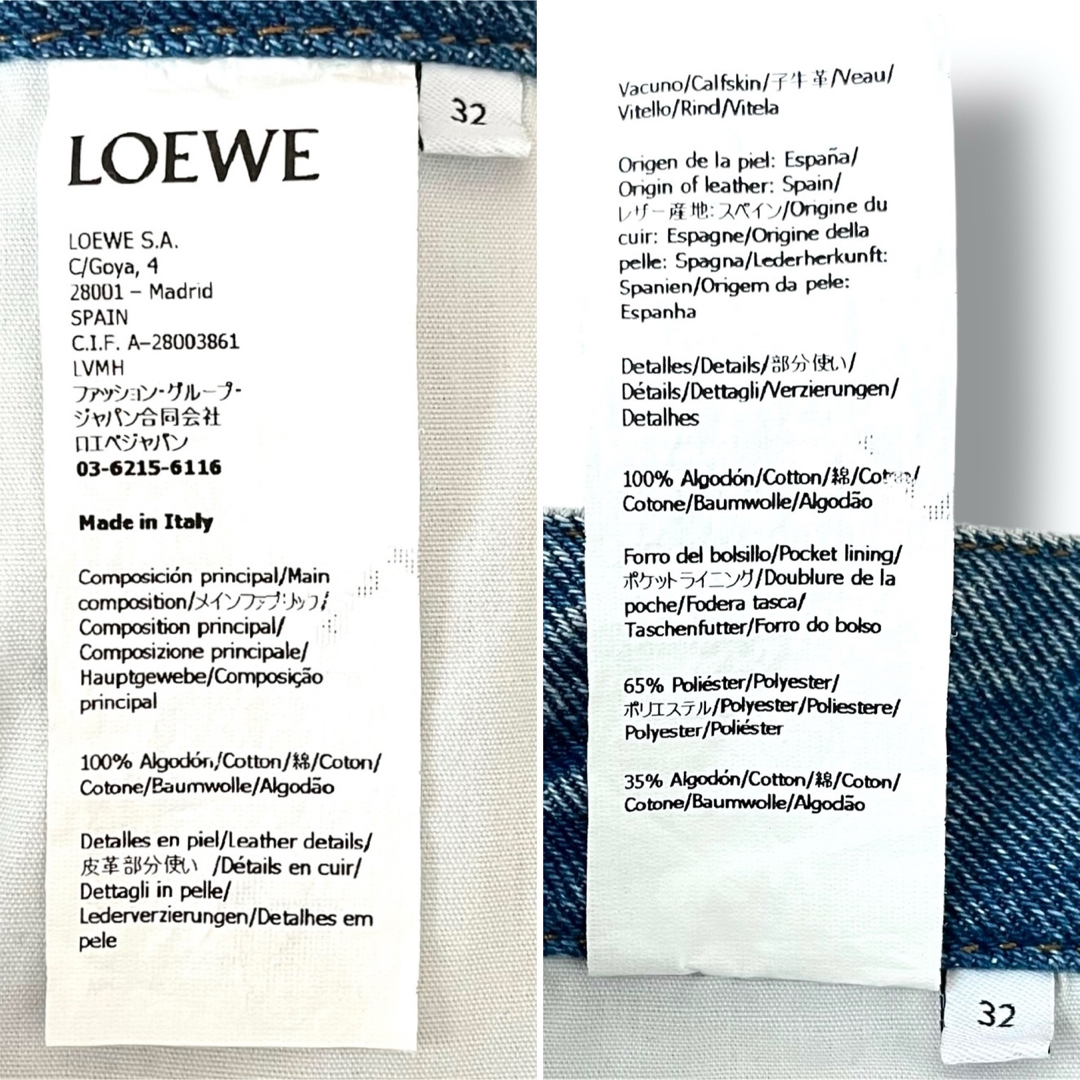 LOEWE
32
LOEWE S.A.
C/Goya, 4
28001 – Madrid
SPAIN
C.I.F. A–28003861
LVMH
ファッション・グループ・
ジャパン合同会社
ロエベジャパン
03-6215-6116
Made in Italy
Composición principal/Main
composition/メインファブリック/
Composition principal/
Composizione principale/
Hauptgewebe/Composição
principal
100% Algodón/Cotton/綿/Coton/
Cotone/Baumwolle/Algodão
Detalles en piel/Leather details/
皮革部分使い /Détails en cuir/
Dettagli in pelle/
Lederverzierungen/Detalhes em
pele
Vacuno/Calfskin/子牛革/Veau/
Vitello/Rind/Vitela
Origen de la piel: España/
Origin of leather: Spain/
レザー産地:スペイン/Origine du
cuir: Espagne/Origine della
pelle: Spagna/Lederherkunft:
Spanien/Origem da pele:
Espanha
Detalles/Details/部分使い/
Détails/Dettagli/Verzierungen/
Detalhes
100% Algodón/Cotton/綿/Coton/
Cotone/Baumwolle/Algodão
Forro del bolsillo/Pocket lining/
ポケットライニング/Doublure de la
poche/Fodera tasca/
Taschenfutter/Forro do bolso
65% Poliéster/Polyester/
ポリエステル/Polyester/Poliestere/
Polyester/Poliéster
35% Algodón/Cotton/綿/Coton/
Cotone/Baumwolle/Algodão
32